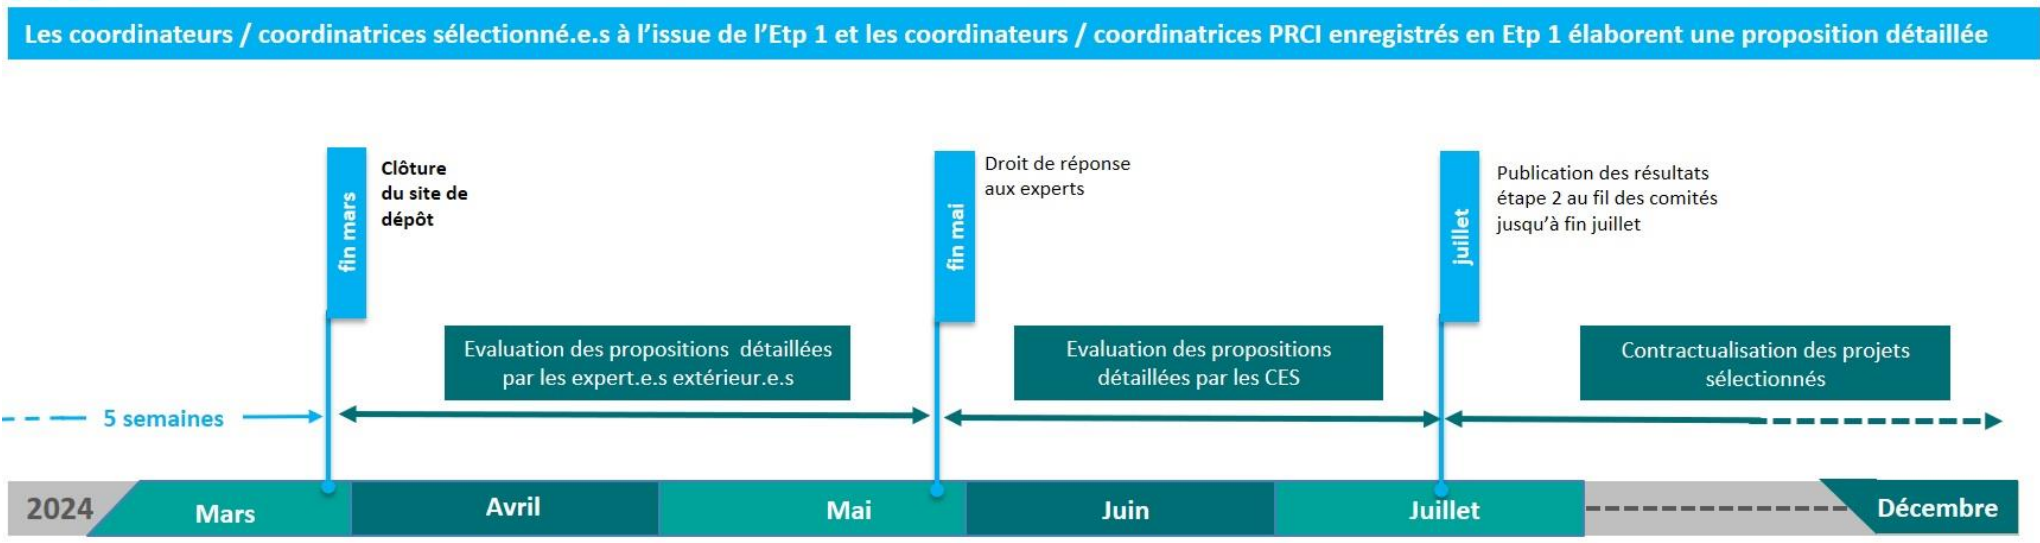 Les coordinateurs / coordinatrices sélectionné.e.s à l'issue de l'Etp 1 et les coordinateurs / coordinatrices PRCI enregistrés en Etp 1 élaborent une proposition détaillée
fin mars
Clôture
du site de
dépôt
fin mai
Droit de réponse
aux experts
juillet
Publication des résultats
étape 2 au fil des comités
jusqu'à fin juillet
Evaluation des propositions détaillées
par les expert.e.s extérieur.e.s
Evaluation des propositions
détaillées par les CES
Contractualisation des projets
sélectionnés
5 semaines
2024
Mars
Avril
Mai
Juin
Juillet
Décembre